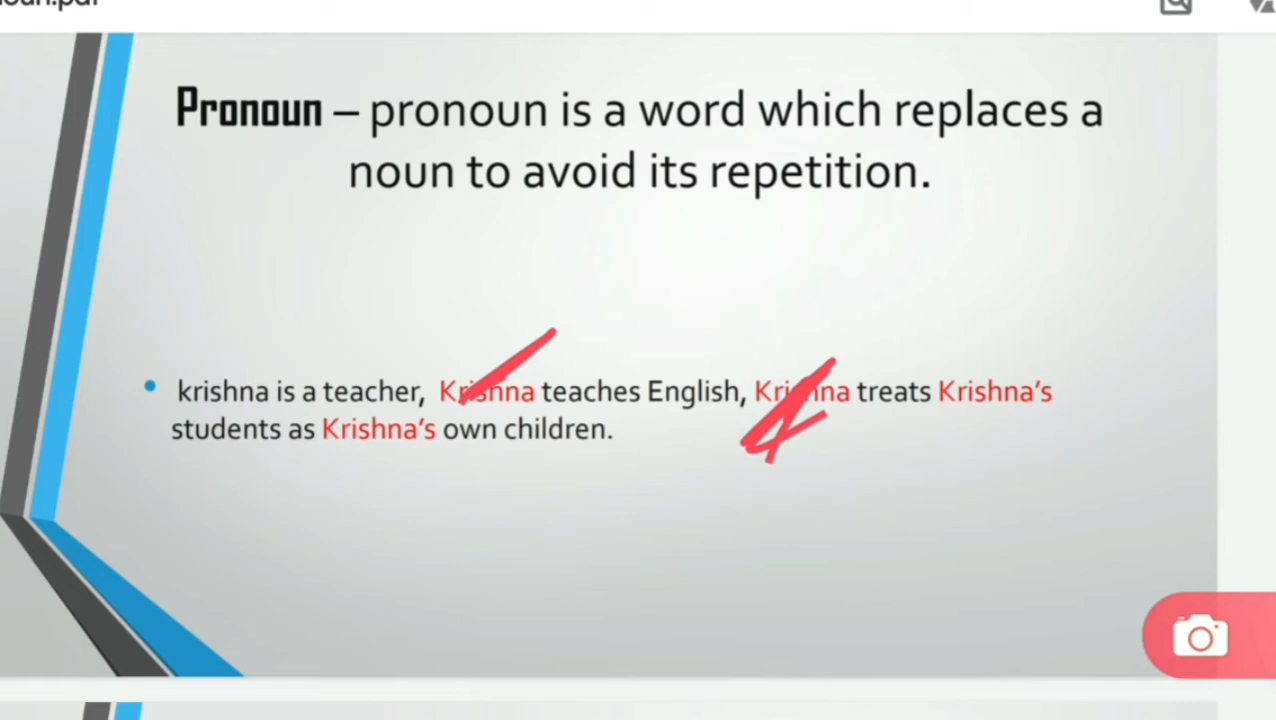 Pronoun – pronoun is a word which replaces a
noun to avoid its repetition.
krishna is a teacher, Krishna teaches English, Krishna treats Krishna's
students as Krishna's own children.